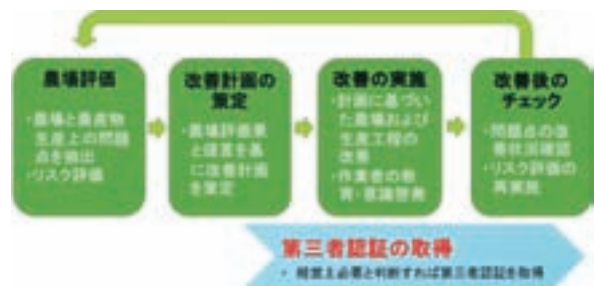 農場評価
・農場と農産物
生産上の問題
点を抽出
・リスク評価
改善計画の
策定
・農場評価票
と提言を基
に改善計画
を策定
改善の実施
・計画に基づい
た農場および
生産工程の
改善
・作業者の教
育・意識啓発
改善後の
チェック
・問題点の改
善状況確認
・リスク評価の
再実施
第三者認証の取得
・ 経営上必要と判断すれば第三者認証を取得